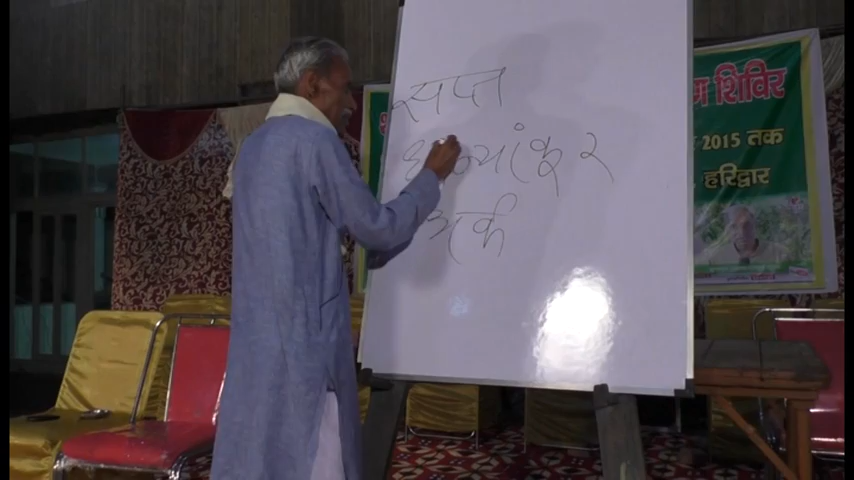 सप्त
धान्यांकूर
अर्क
शिविर
2015 तक
हरिद्वार